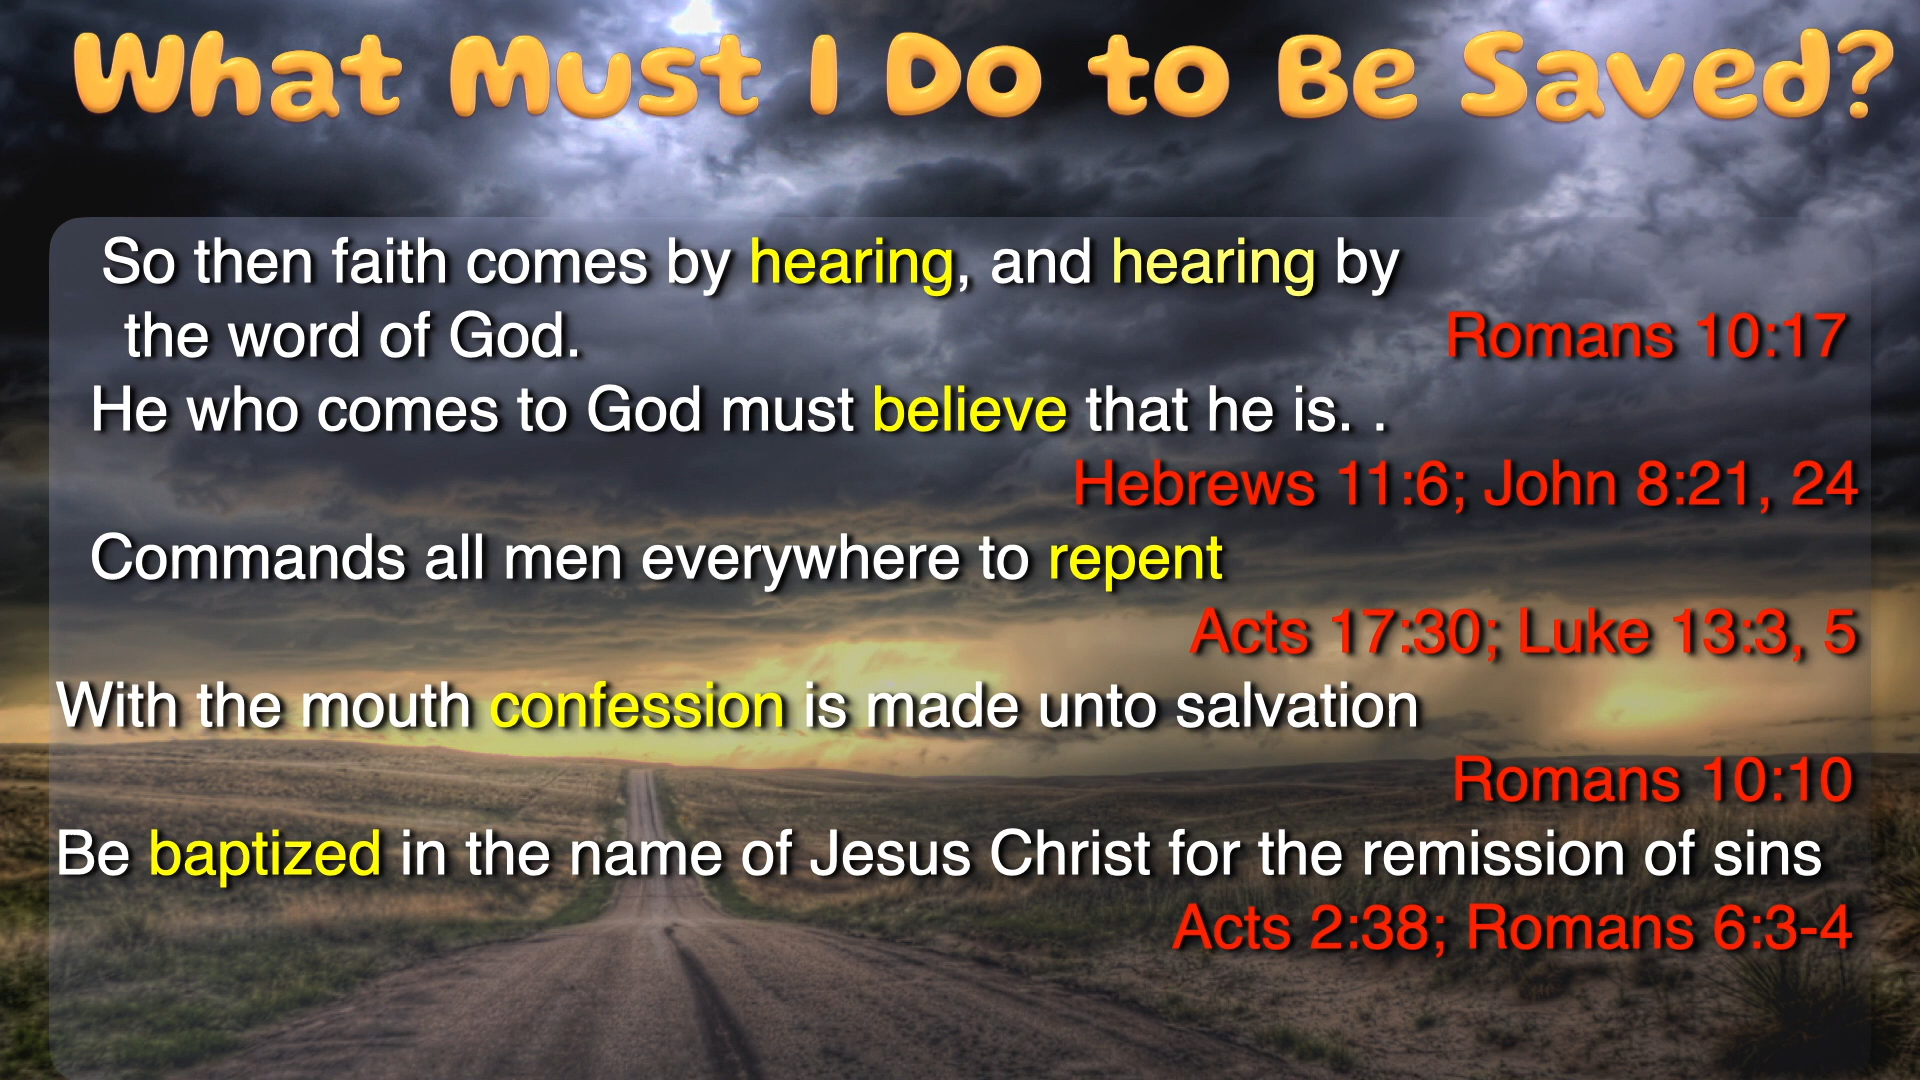 What Must I Do to Be Saved?
So then faith comes by hearing, and hearing by
the word of God.
Romans 10:17
He who comes to God must believe that he is. .
Hebrews 11:6; John 8:21, 24
Commands all men everywhere to repent
Acts 17:30; Luke 13:3, 5
With the mouth confession is made unto salvation
Romans 10:10
Be baptized in the name of Jesus Christ for the remission of sins
Acts 2:38; Romans 6:3-4